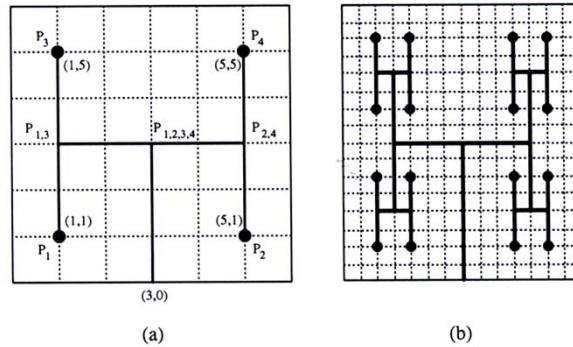 P3 P4
(1,5) (5,5)
P1,3 P1,2,3,4 P2,4
(1,1) (5,1)
P1 P2
(3,0)
(a) (b)